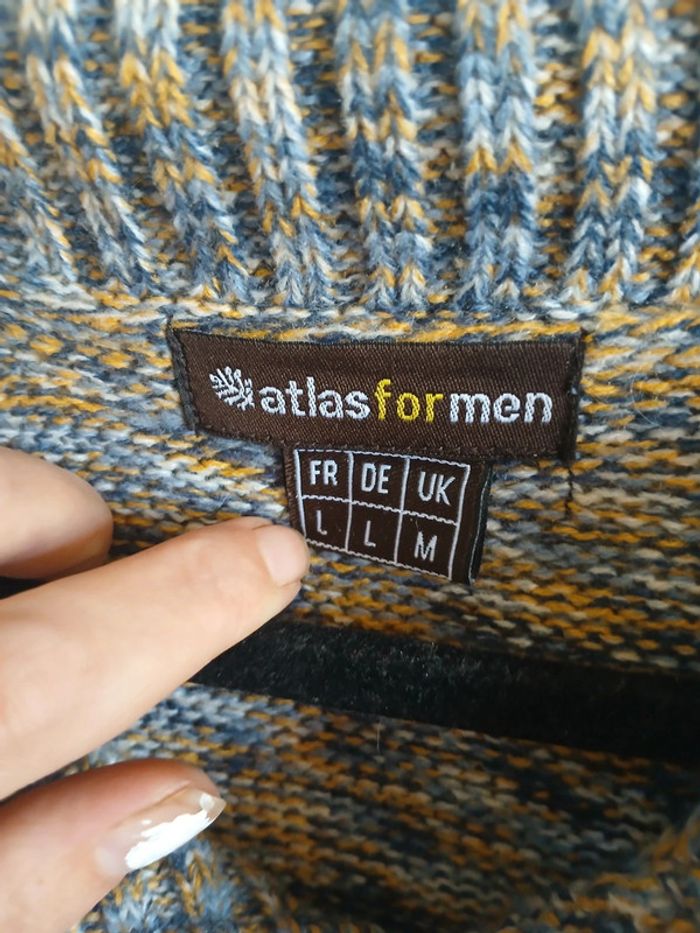 atlasformen
FR DE UK
L L M